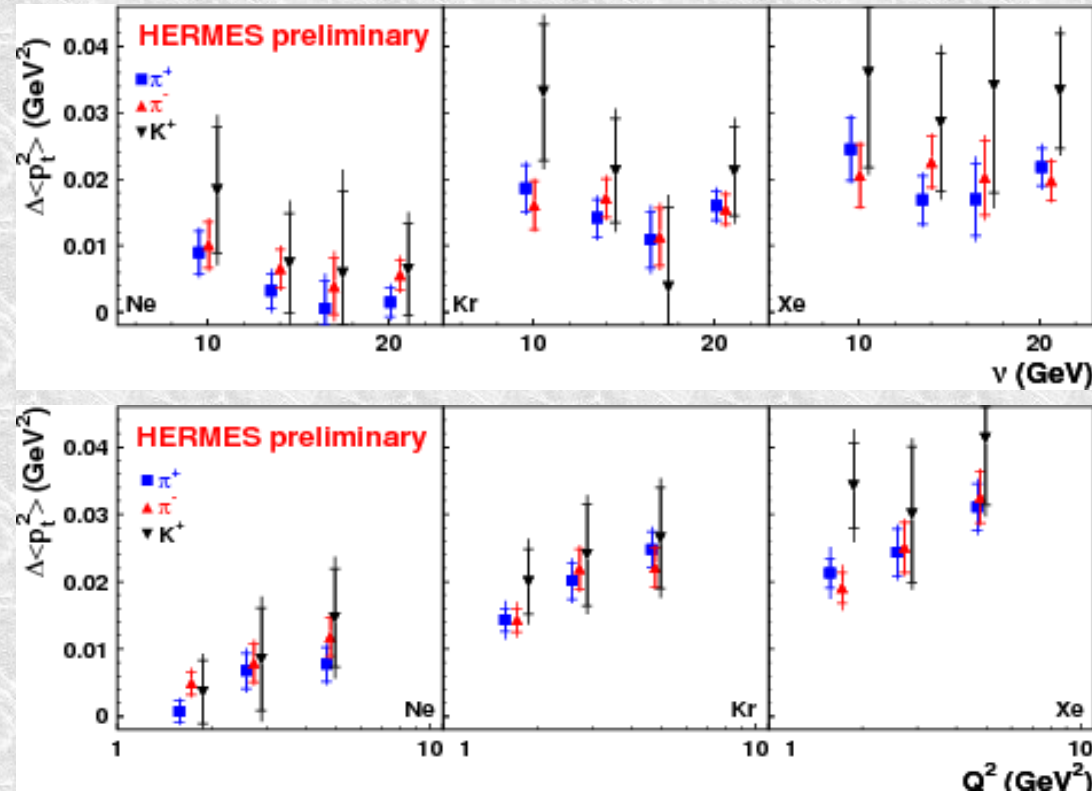 HERMES preliminary
Δ<p_t^2> (GeV^2)
π^+
π^-
K^+
0.04
0.03
0.02
0.01
0
Ne
Kr
Xe
10 20 10 20 10 20
ν (GeV)
HERMES preliminary
Δ<p_t^2> (GeV^2)
π^+
π^-
K^+
0.04
0.03
0.02
0.01
0
Ne
Kr
Xe
1 10 1 10 1 10
Q^2 (GeV^2)